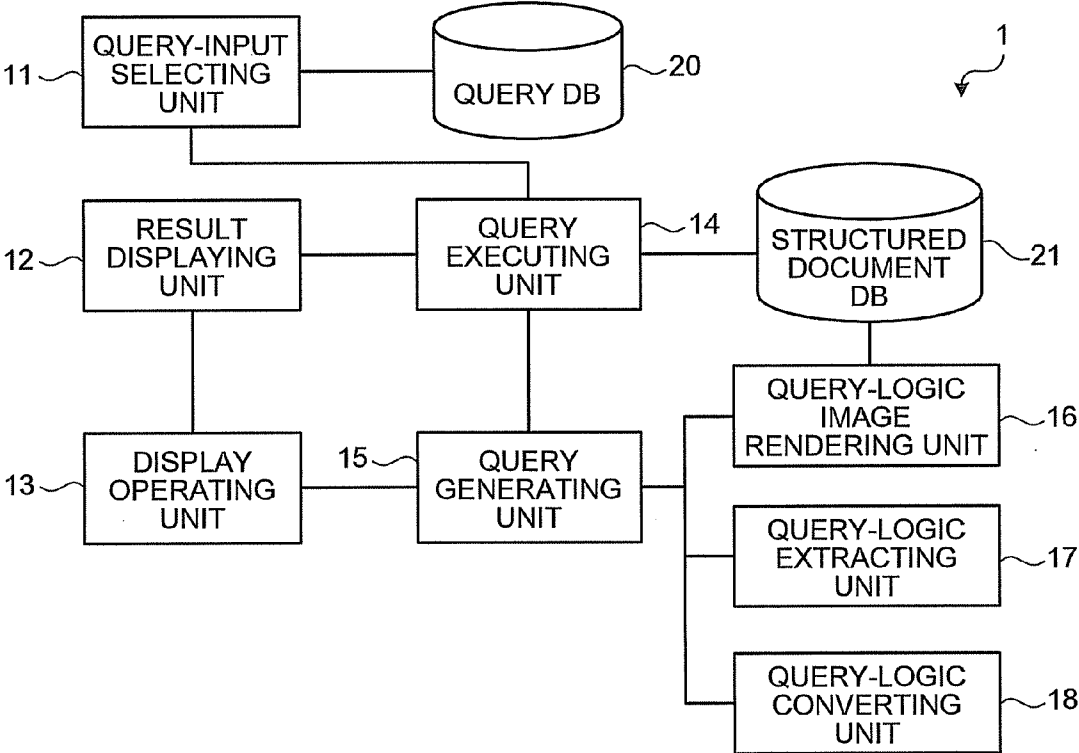 1
11
QUERY-INPUT
SELECTING
UNIT
QUERY DB
20
12
RESULT
DISPLAYING
UNIT
QUERY
EXECUTING
UNIT
14
STRUCTURED
DOCUMENT
DB
21
13
DISPLAY
OPERATING
UNIT
15
QUERY
GENERATING
UNIT
QUERY-LOGIC
IMAGE
RENDERING UNIT
16
QUERY-LOGIC
EXTRACTING
UNIT
17
QUERY-LOGIC
CONVERTING
UNIT
18